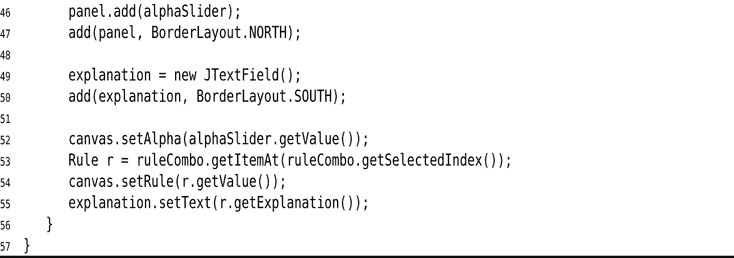 46 panel.add(alphaSlider);
47 add(panel, BorderLayout.NORTH);
48
49 explanation = new JTextField();
50 add(explanation, BorderLayout.SOUTH);
51
52 canvas.setAlpha(alphaSlider.getValue());
53 Rule r = ruleCombo.getItemAt(ruleCombo.getSelectedIndex());
54 canvas.setRule(r.getValue());
55 explanation.setText(r.getExplanation());
56 }
57 }